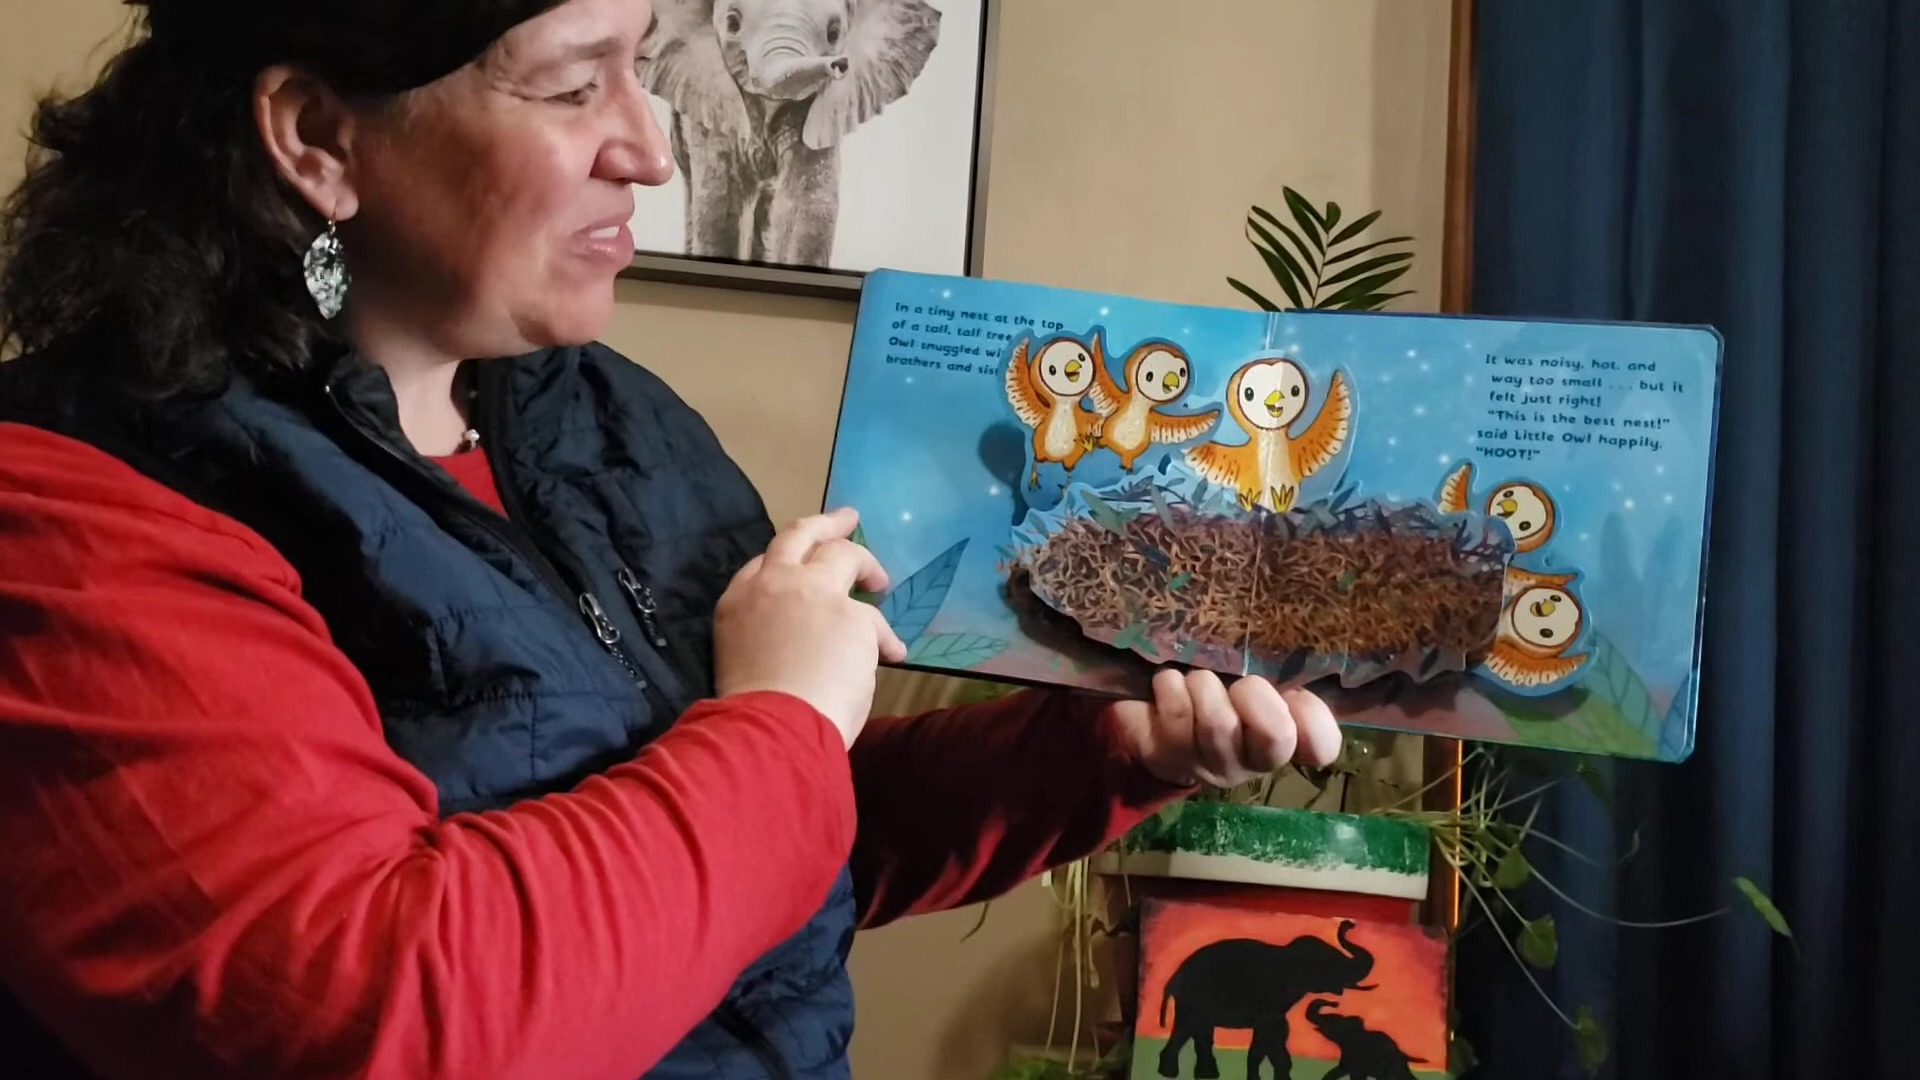 In a tiny nest at the top
of a tall, tall tree
Owl snuggled wi
brothers and sis
It was noisy, hot, and
way too small . . . but it
felt just right!
"This is the best nest!"
said Little Owl happily.
"HOOT!"